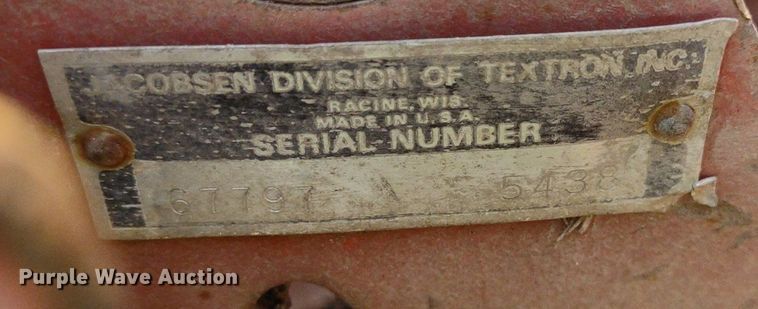 JACOBSEN DIVISION OF TEXTRON, INC.
RACINE, WIS.
MADE IN U.S.A.
SERIAL NUMBER
67797 5438
Purple Wave Auction